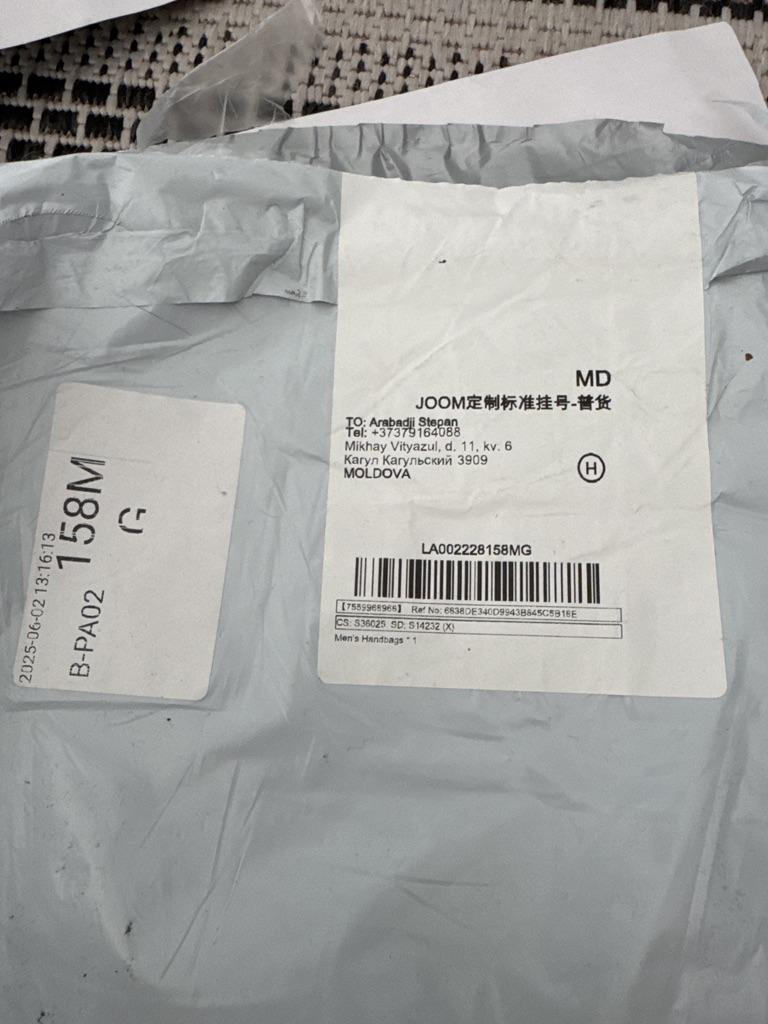 MD
JOOM定制标准挂号-普货
TO: Arabadji Stepan
Tel: +37379164088
Mikhay Vityazul, d. 11, kv. 6
Кагул Кагульский 3909
MOLDOVA
H
LA002228158MG
【7559968968】 Ref No: 6838DE340D9943B845C5B18E
CS: S36025 SD: S14232 (X)
Men's Handbags * 1
2025-06-02 13:16:13
B-PA02 158M
G